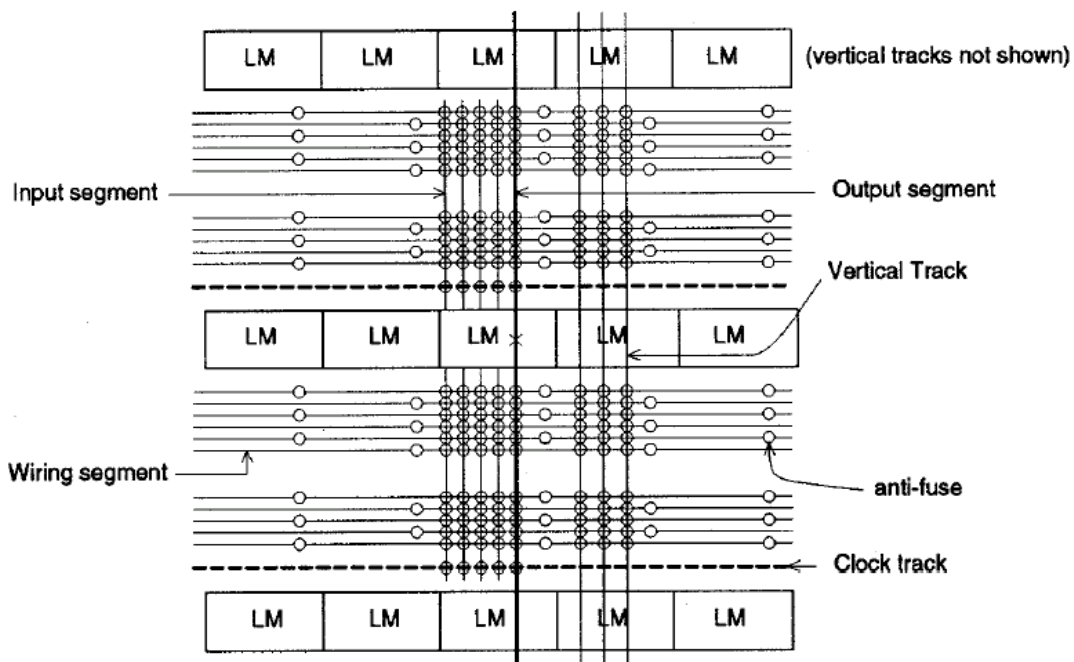 LM LM LM LM LM (vertical tracks not shown)
Input segment
Output segment
Vertical Track
LM LM LM LM LM
Wiring segment
anti-fuse
Clock track
LM LM LM LM LM